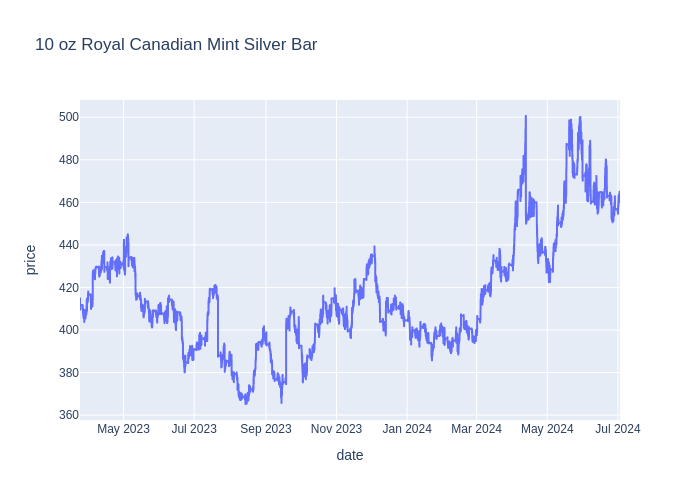 10 oz Royal Canadian Mint Silver Bar
500
480
460
440
420
400
380
360
price
May 2023 Jul 2023 Sep 2023 Nov 2023 Jan 2024 Mar 2024 May 2024 Jul 2024
date